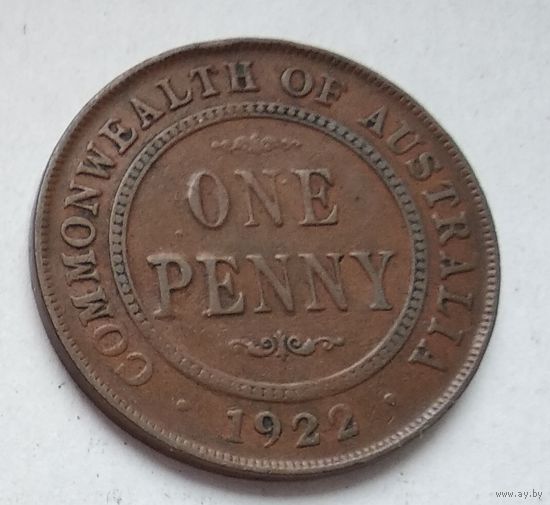 COMMONWEALTH OF AUSTRALIA
ONE
PENNY
1922
www.ay.by